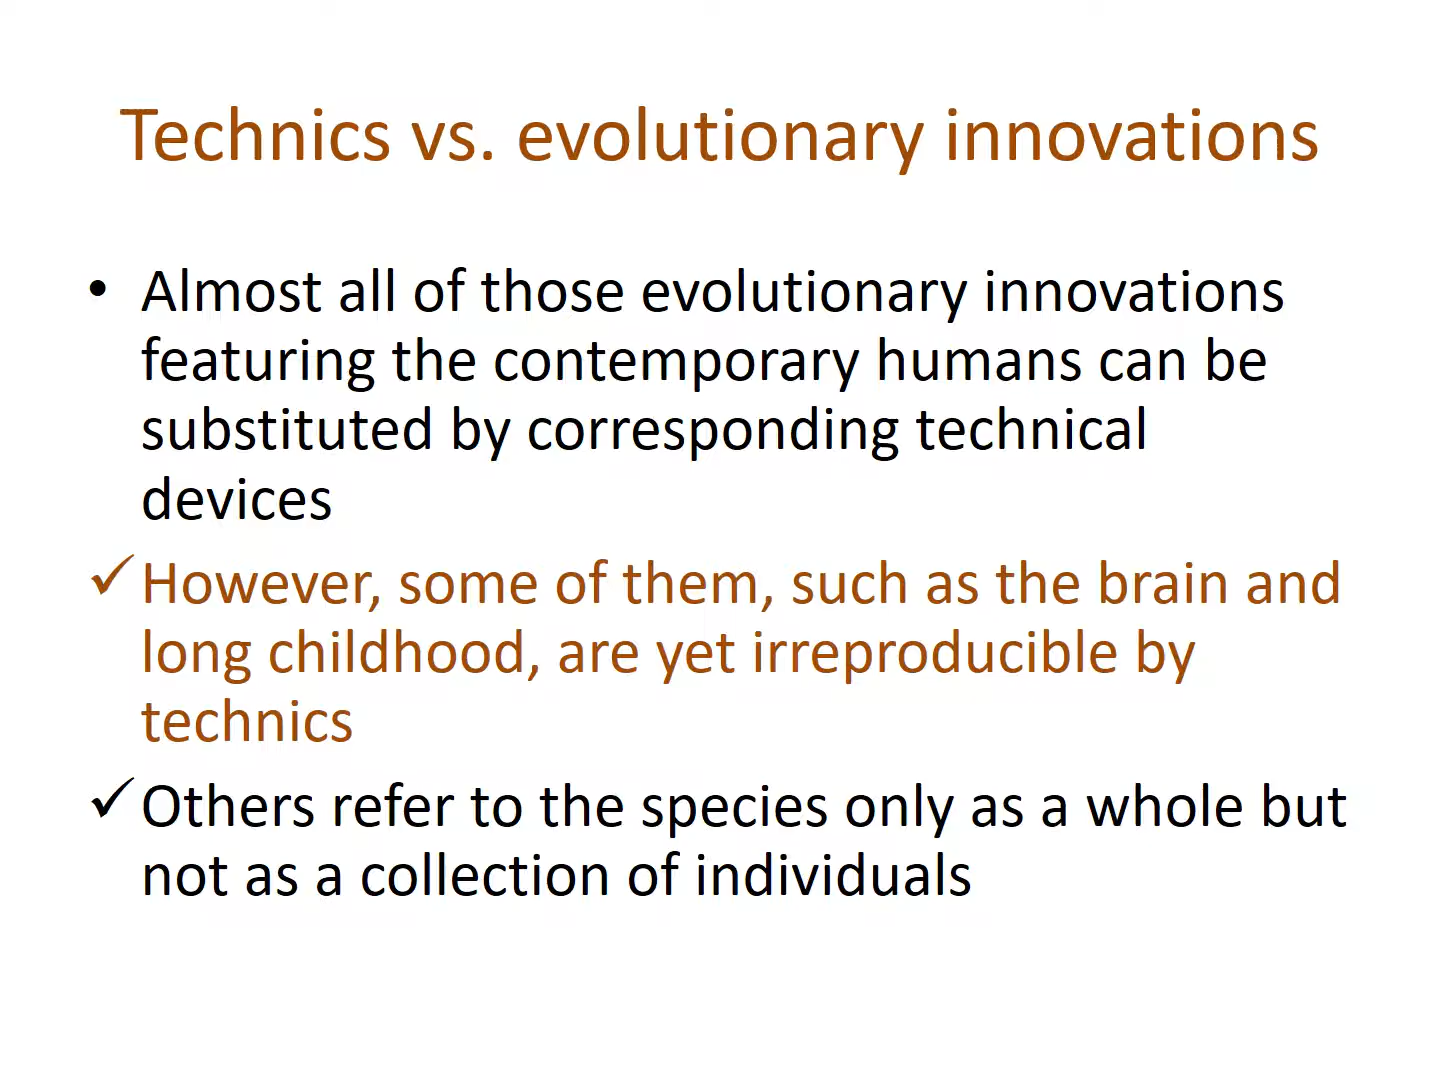 Technics vs. evolutionary innovations
• Almost all of those evolutionary innovations
featuring the contemporary humans can be
substituted by corresponding technical
devices
✓However, some of them, such as the brain and
long childhood, are yet irreproducible by
technics
✓Others refer to the species only as a whole but
not as a collection of individuals